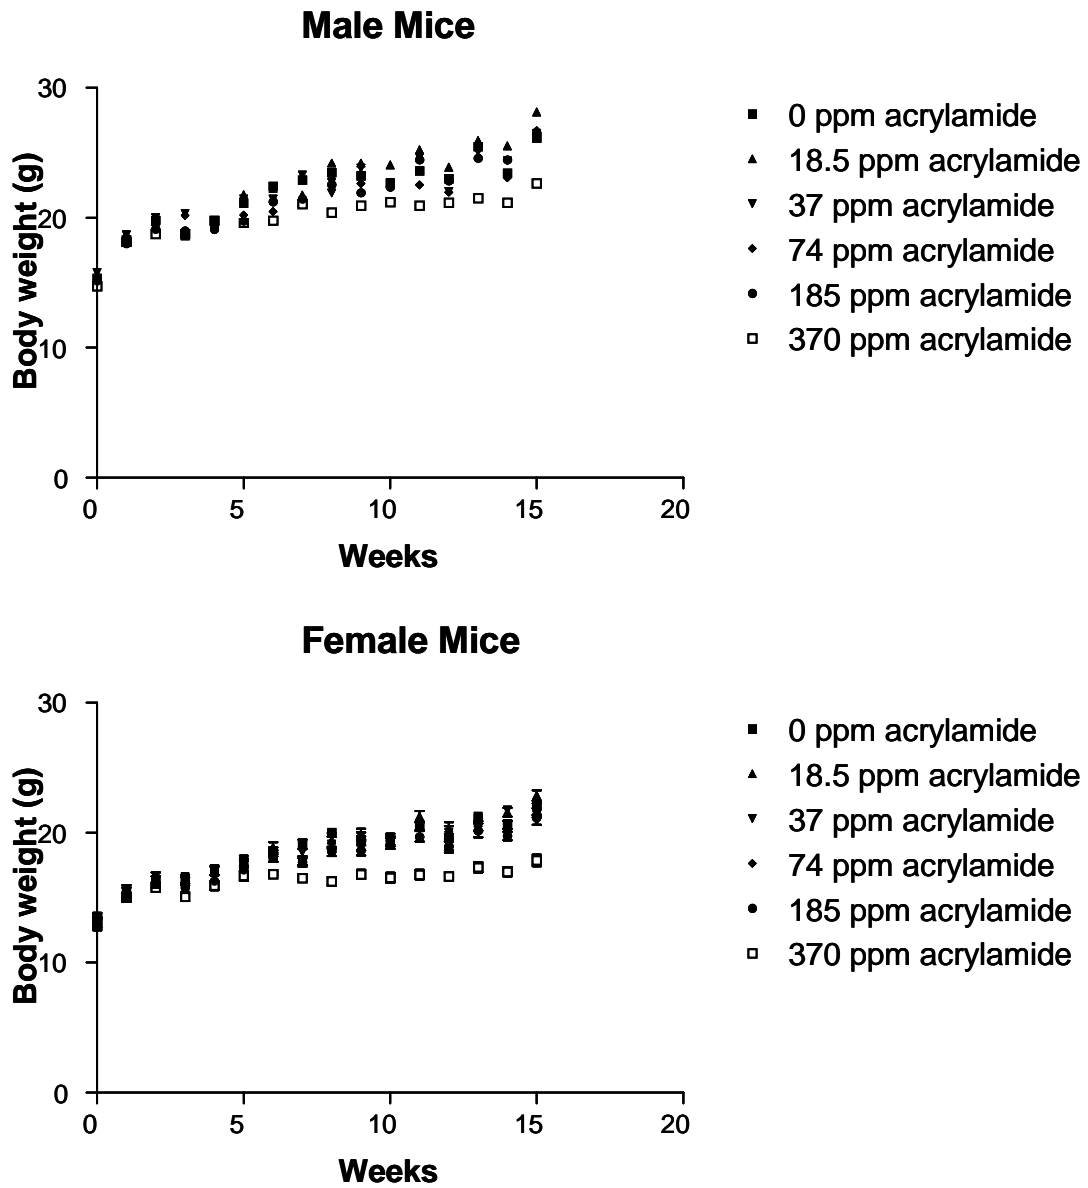 Male Mice
30
20
10
0
Body weight (g)
0 5 10 15 20
Weeks
0 ppm acrylamide
18.5 ppm acrylamide
37 ppm acrylamide
74 ppm acrylamide
185 ppm acrylamide
370 ppm acrylamide
Female Mice
30
20
10
0
Body weight (g)
0 5 10 15 20
Weeks
0 ppm acrylamide
18.5 ppm acrylamide
37 ppm acrylamide
74 ppm acrylamide
185 ppm acrylamide
370 ppm acrylamide